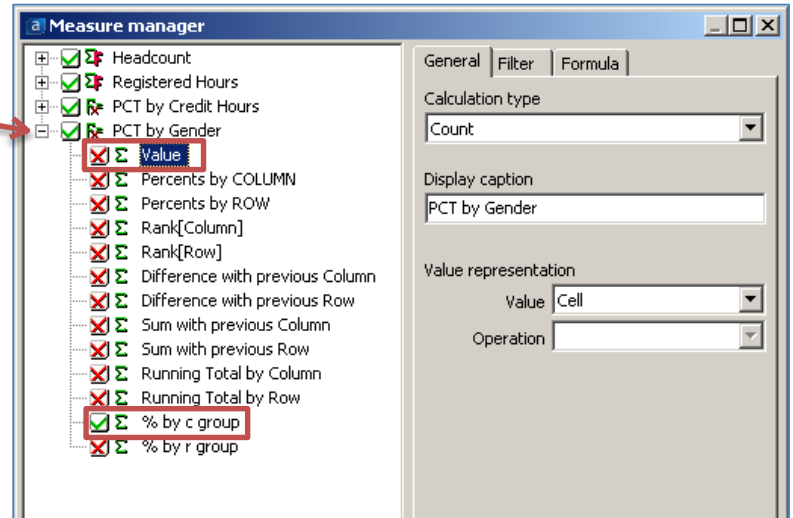 a Measure manager
Headcount
Registered Hours
PCT by Credit Hours
PCT by Gender
Value
Percents by COLUMN
Percents by ROW
Rank[Column]
Rank[Row]
Difference with previous Column
Difference with previous Row
Sum with previous Column
Sum with previous Row
Running Total by Column
Running Total by Row
% by c group
% by r group
General Filter Formula
Calculation type
Count
Display caption
PCT by Gender
Value representation
Value Cell
Operation